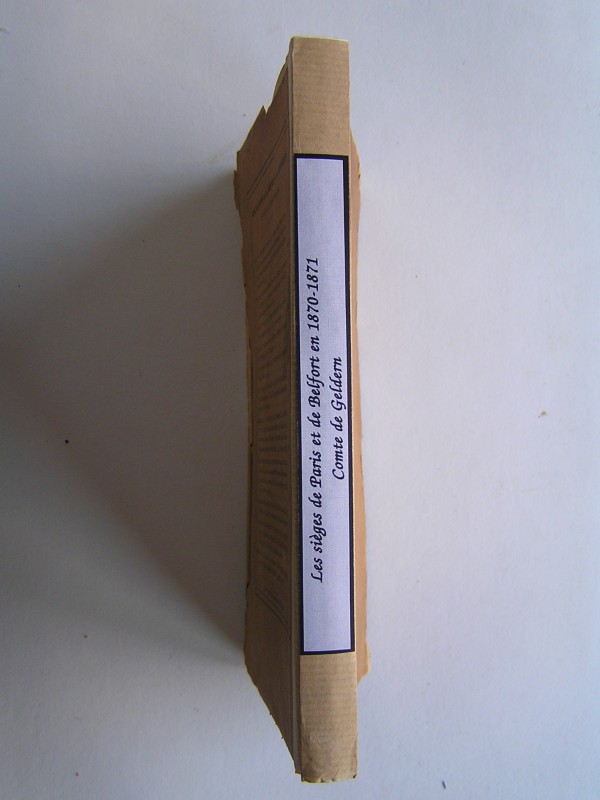 Les sièges de Paris et de Belfort en 1870-1871
Comte de Geldern